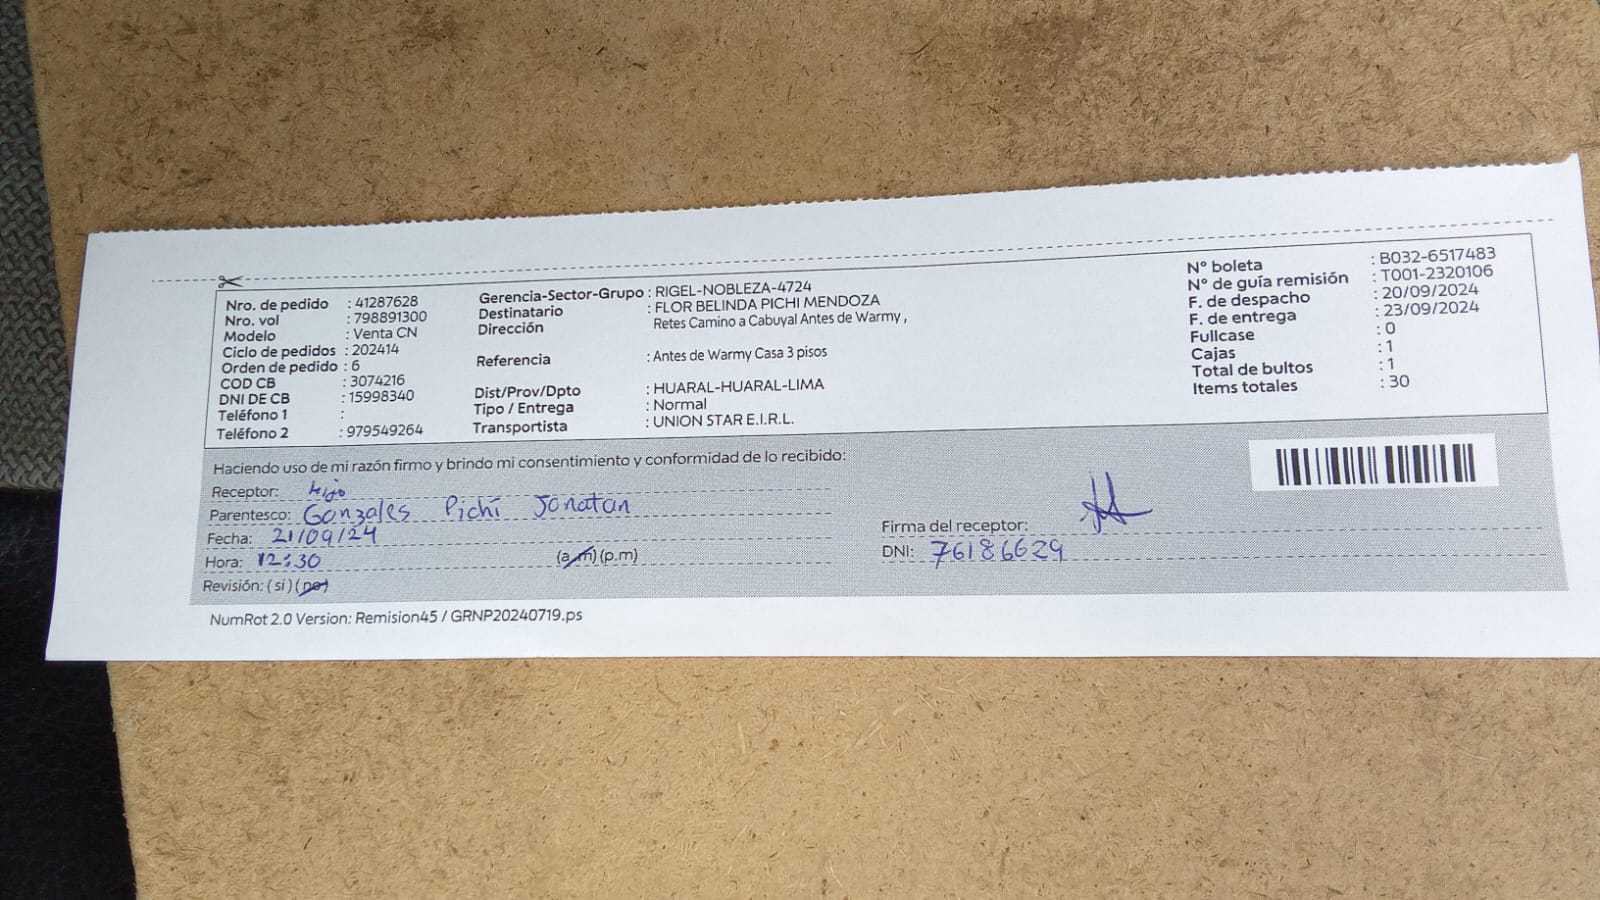 Nro. de pedido : 41287628
Nro. vol : 798891300
Modelo : Venta CN
Ciclo de pedidos : 202414
Orden de pedido : 6
COD CB : 3074216
DNI DE CB : 15998340
Teléfono 1 :
Teléfono 2 : 979549264
Gerencia-Sector-Grupo : RIGEL-NOBLEZA-4724
Destinatario : FLOR BELINDA PICHI MENDOZA
Dirección Retes Camino a Cabuyal Antes de Warmy ,
Referencia : Antes de Warmy Casa 3 pisos
Dist/Prov/Dpto : HUARAL-HUARAL-LIMA
Tipo / Entrega : Normal
Transportista : UNION STAR E.I.R.L.
N° boleta : B032-6517483
N° de guía remisión : T001-2320106
F. de despacho : 20/09/2024
F. de entrega : 23/09/2024
Fullcase : 0
Cajas : 1
Total de bultos : 1
Items totales : 30
Haciendo uso de mi razón firmo y brindo mi consentimiento y conformidad de lo recibido:
Receptor: Hijo
Parentesco: Gonzales Pichi Jonatan
Fecha: 21/09/24
Hora: 12:30 (a.m) (p.m)
Revisión: (si) (no)
Firma del receptor:
DNI: 76186629
NumRot 2.0 Version: Remision45 / GRNP20240719.ps